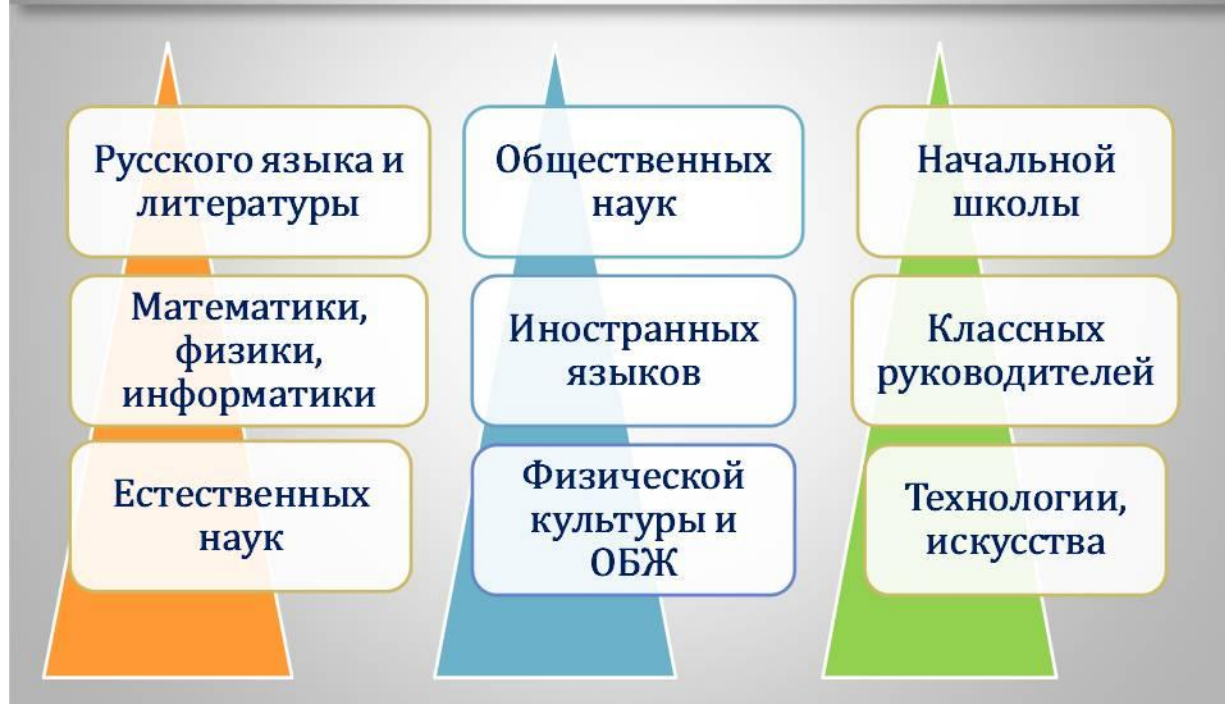 Русского языка и
литературы
Математики,
физики,
информатики
Естественных
наук
Общественных
наук
Иностранных
языков
Физической
культуры и
ОБЖ
Начальной
школы
Классных
руководителей
Технологии,
искусства